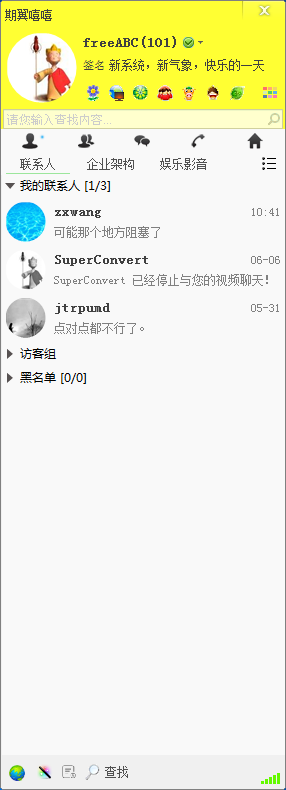 期翼嘻嘻
freeABC(101)
签名 新系统，新气象，快乐的一天
请您输入查找内容...
联系人 企业架构 娱乐影音
我的联系人 [1/3]
zxwang 10:41
可能那个地方阻塞了
SuperConvert 06-06
SuperConvert 已经停止与您的视频聊天！
jtrpumd 05-31
点对点都不行了。
访客组
黑名单 [0/0]
查找